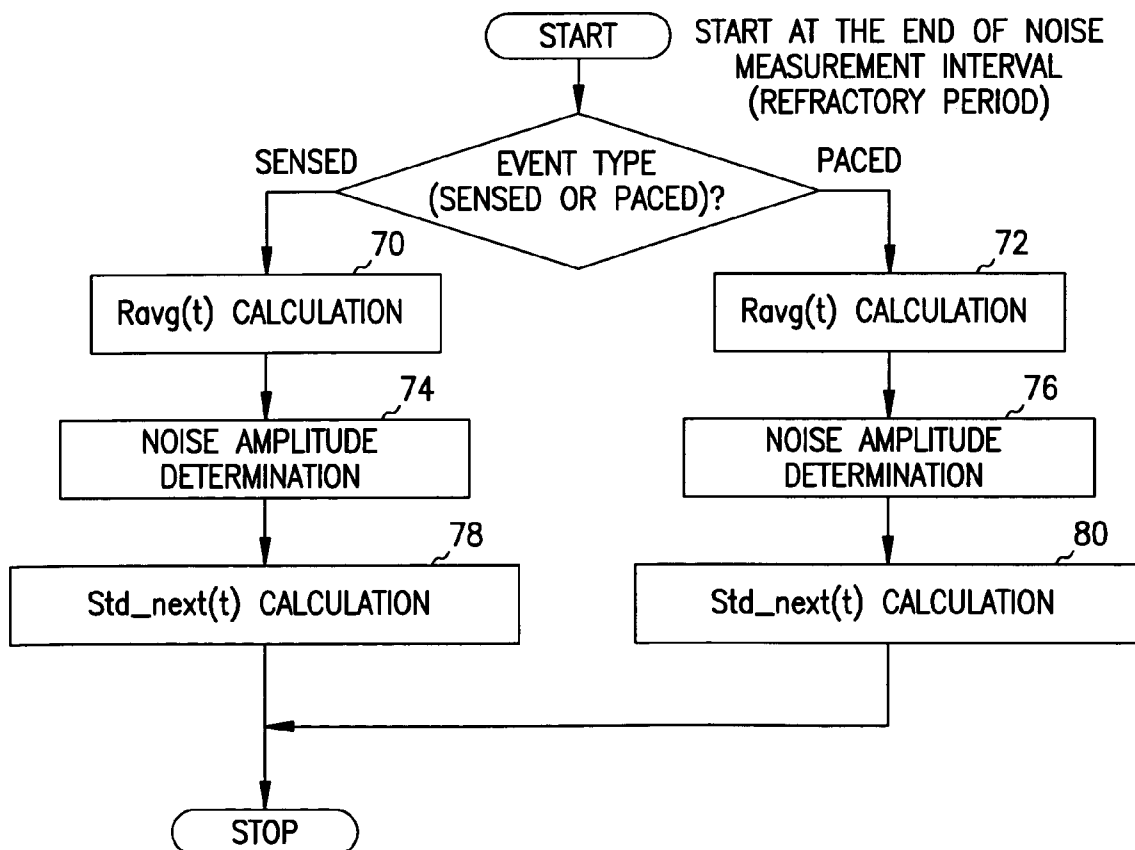 START
START AT THE END OF NOISE
MEASUREMENT INTERVAL
(REFRACTORY PERIOD)
SENSED
EVENT TYPE
(SENSED OR PACED)?
PACED
70
Ravg(t) CALCULATION
72
Ravg(t) CALCULATION
74
NOISE AMPLITUDE
DETERMINATION
76
NOISE AMPLITUDE
DETERMINATION
78
Std_next(t) CALCULATION
80
Std_next(t) CALCULATION
STOP